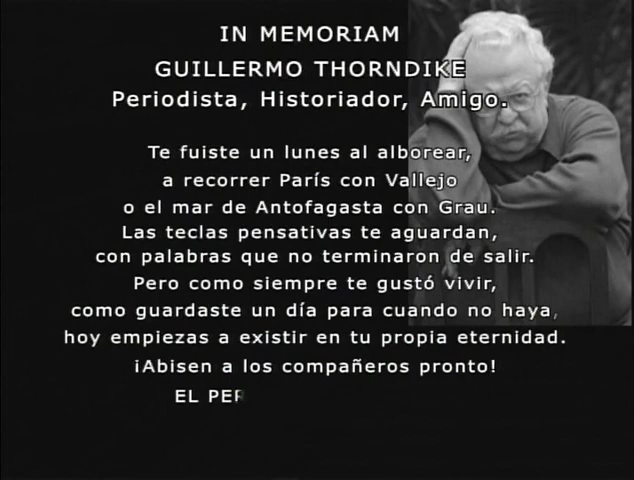 IN MEMORIAM
GUILLERMO THORNDIKE
Periodista, Historiador, Amigo.
Te fuiste un lunes al alborear,
a recorrer París con Vallejo
o el mar de Antofagasta con Grau.
Las teclas pensativas te aguardan,
con palabras que no terminaron de salir.
Pero como siempre te gustó vivir,
como guardaste un día para cuando no haya,
hoy empiezas a existir en tu propia eternidad.
¡Abisen a los compañeros pronto!
EL PER